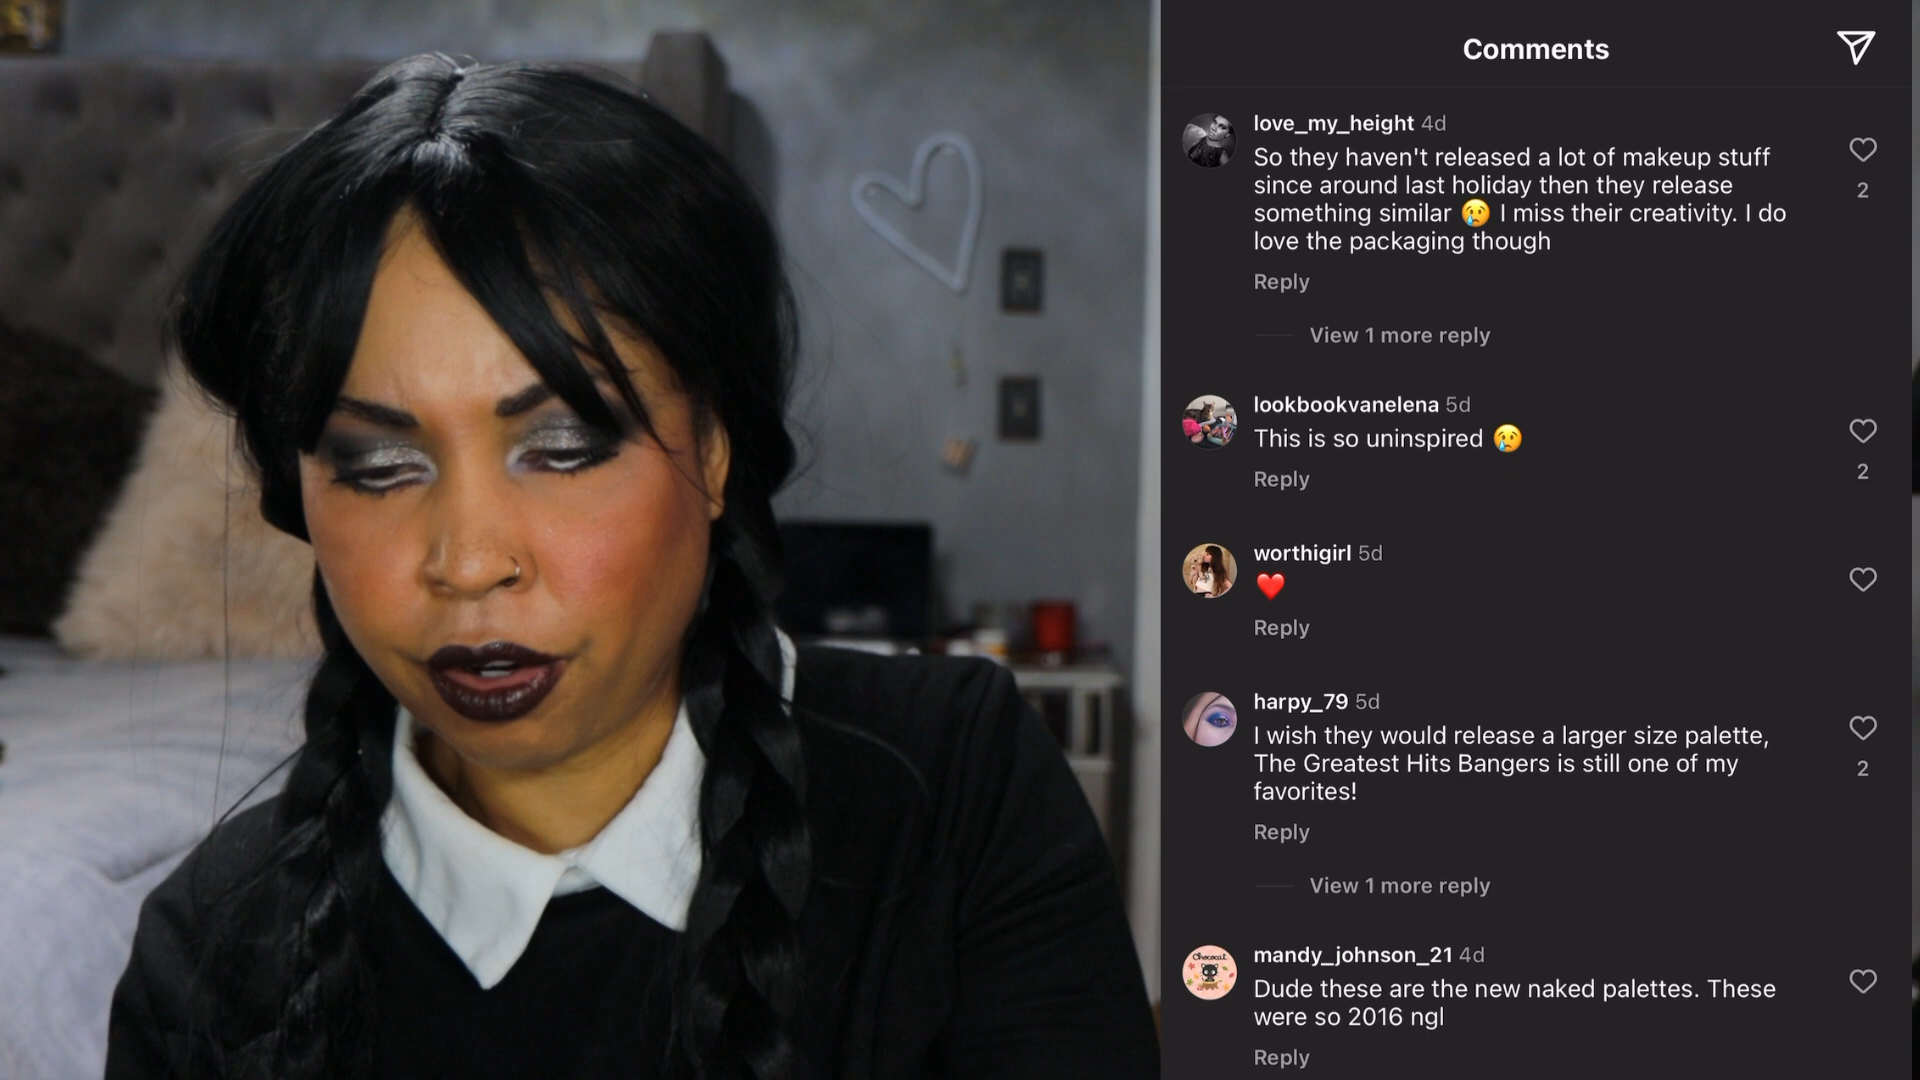 Comments
love_my_height 4d
So they haven't released a lot of makeup stuff
since around last holiday then they release
something similar 😢 I miss their creativity. I do
love the packaging though
2
Reply
View 1 more reply
lookbookvanelena 5d
This is so uninspired 😢
2
Reply
worthigirl 5d
❤️
Reply
harpy_79 5d
I wish they would release a larger size palette,
The Greatest Hits Bangers is still one of my
favorites!
2
Reply
View 1 more reply
Chococat
mandy_johnson_21 4d
Dude these are the new naked palettes. These
were so 2016 ngl
Reply